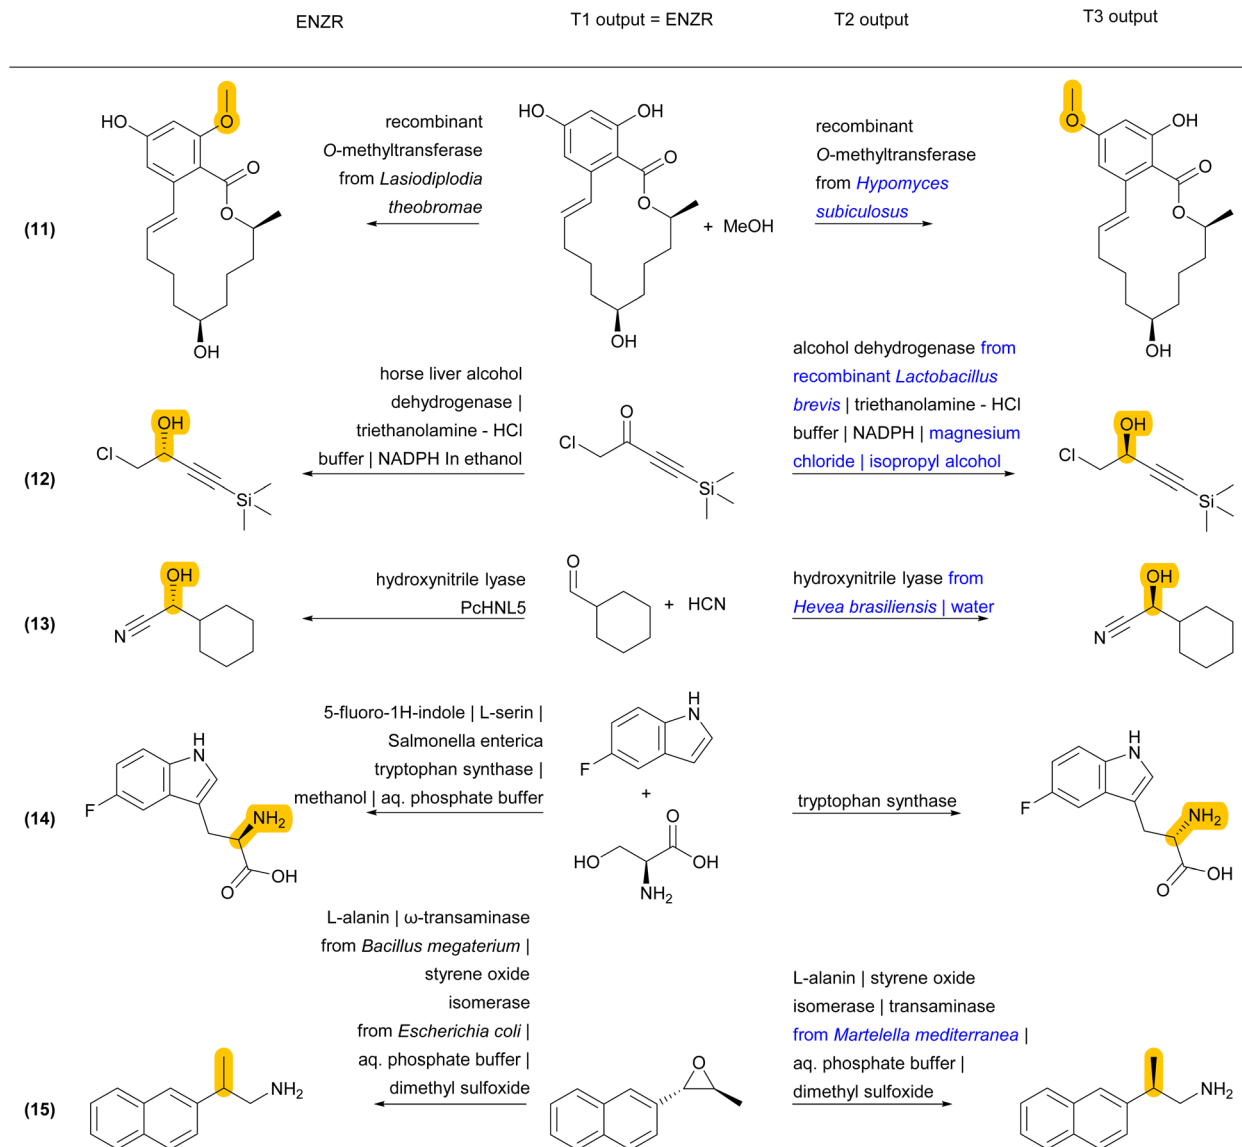 ENZR
T1 output = ENZR
T2 output
T3 output
(11)
HO
O
O
O
OH
recombinant
O-methyltransferase
from Lasiodiplodia
theobromae
HO
OH
O
O
OH
+ MeOH
recombinant
O-methyltransferase
from Hypomyces
subiculosus
O
OH
O
O
OH
(12)
OH
Cl
Si
horse liver alcohol
dehydrogenase |
triethanolamine - HCl
buffer | NADPH In ethanol
O
Cl
Si
alcohol dehydrogenase from
recombinant Lactobacillus
brevis | triethanolamine - HCl
buffer | NADPH | magnesium
chloride | isopropyl alcohol
OH
Cl
Si
(13)
OH
N
hydroxynitrile lyase
PcHNL5
O
+ HCN
hydroxynitrile lyase from
Hevea brasiliensis | water
OH
N
(14)
H
N
F
NH2
O
OH
5-fluoro-1H-indole | L-serin |
Salmonella enterica
tryptophan synthase |
methanol | aq. phosphate buffer
H
N
F
+
O
HO
OH
NH2
tryptophan synthase
H
N
F
NH2
O
OH
(15)
NH2
L-alanin | ω-transaminase
from Bacillus megaterium |
styrene oxide
isomerase
from Escherichia coli |
aq. phosphate buffer |
dimethyl sulfoxide
O
L-alanin | styrene oxide
isomerase | transaminase
from Martelella mediterranea |
aq. phosphate buffer |
dimethyl sulfoxide
NH2